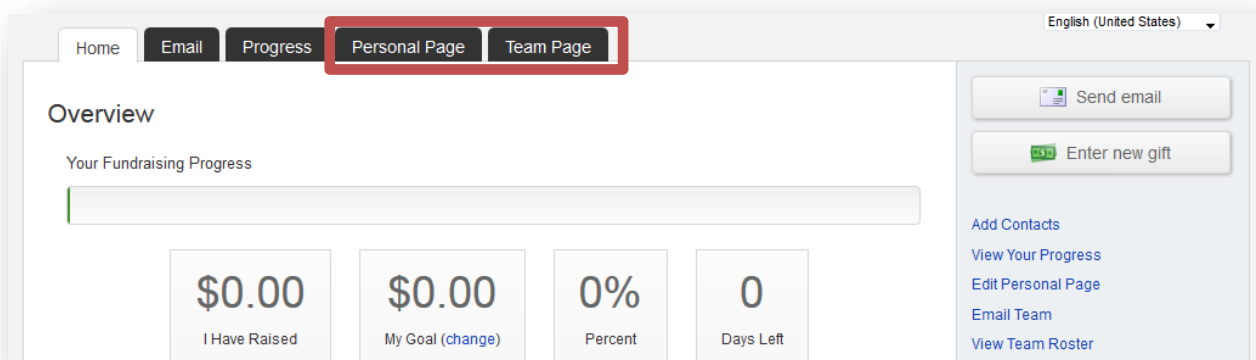 English (United States)
Home Email Progress Personal Page Team Page
Send email
Overview
Enter new gift
Your Fundraising Progress
Add Contacts
View Your Progress
Edit Personal Page
Email Team
View Team Roster
$0.00 $0.00 0% 0
I Have Raised My Goal (change) Percent Days Left